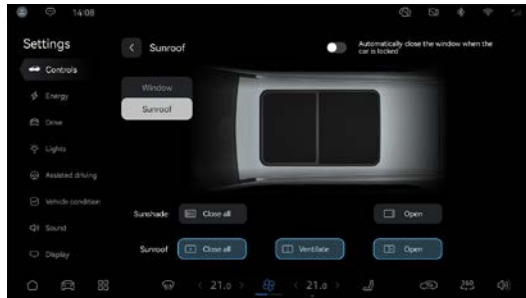 14:08
Settings
Sunroof
Automatically close the window when the
car is locked
Controls
Energy
Window
Sunroof
Drive
Lights
Assisted driving
Vehicle condition
Sunshade
Close all
Open
Sound
Sunroof
Close all
Ventilate
Open
Display
21.0
21.0
360